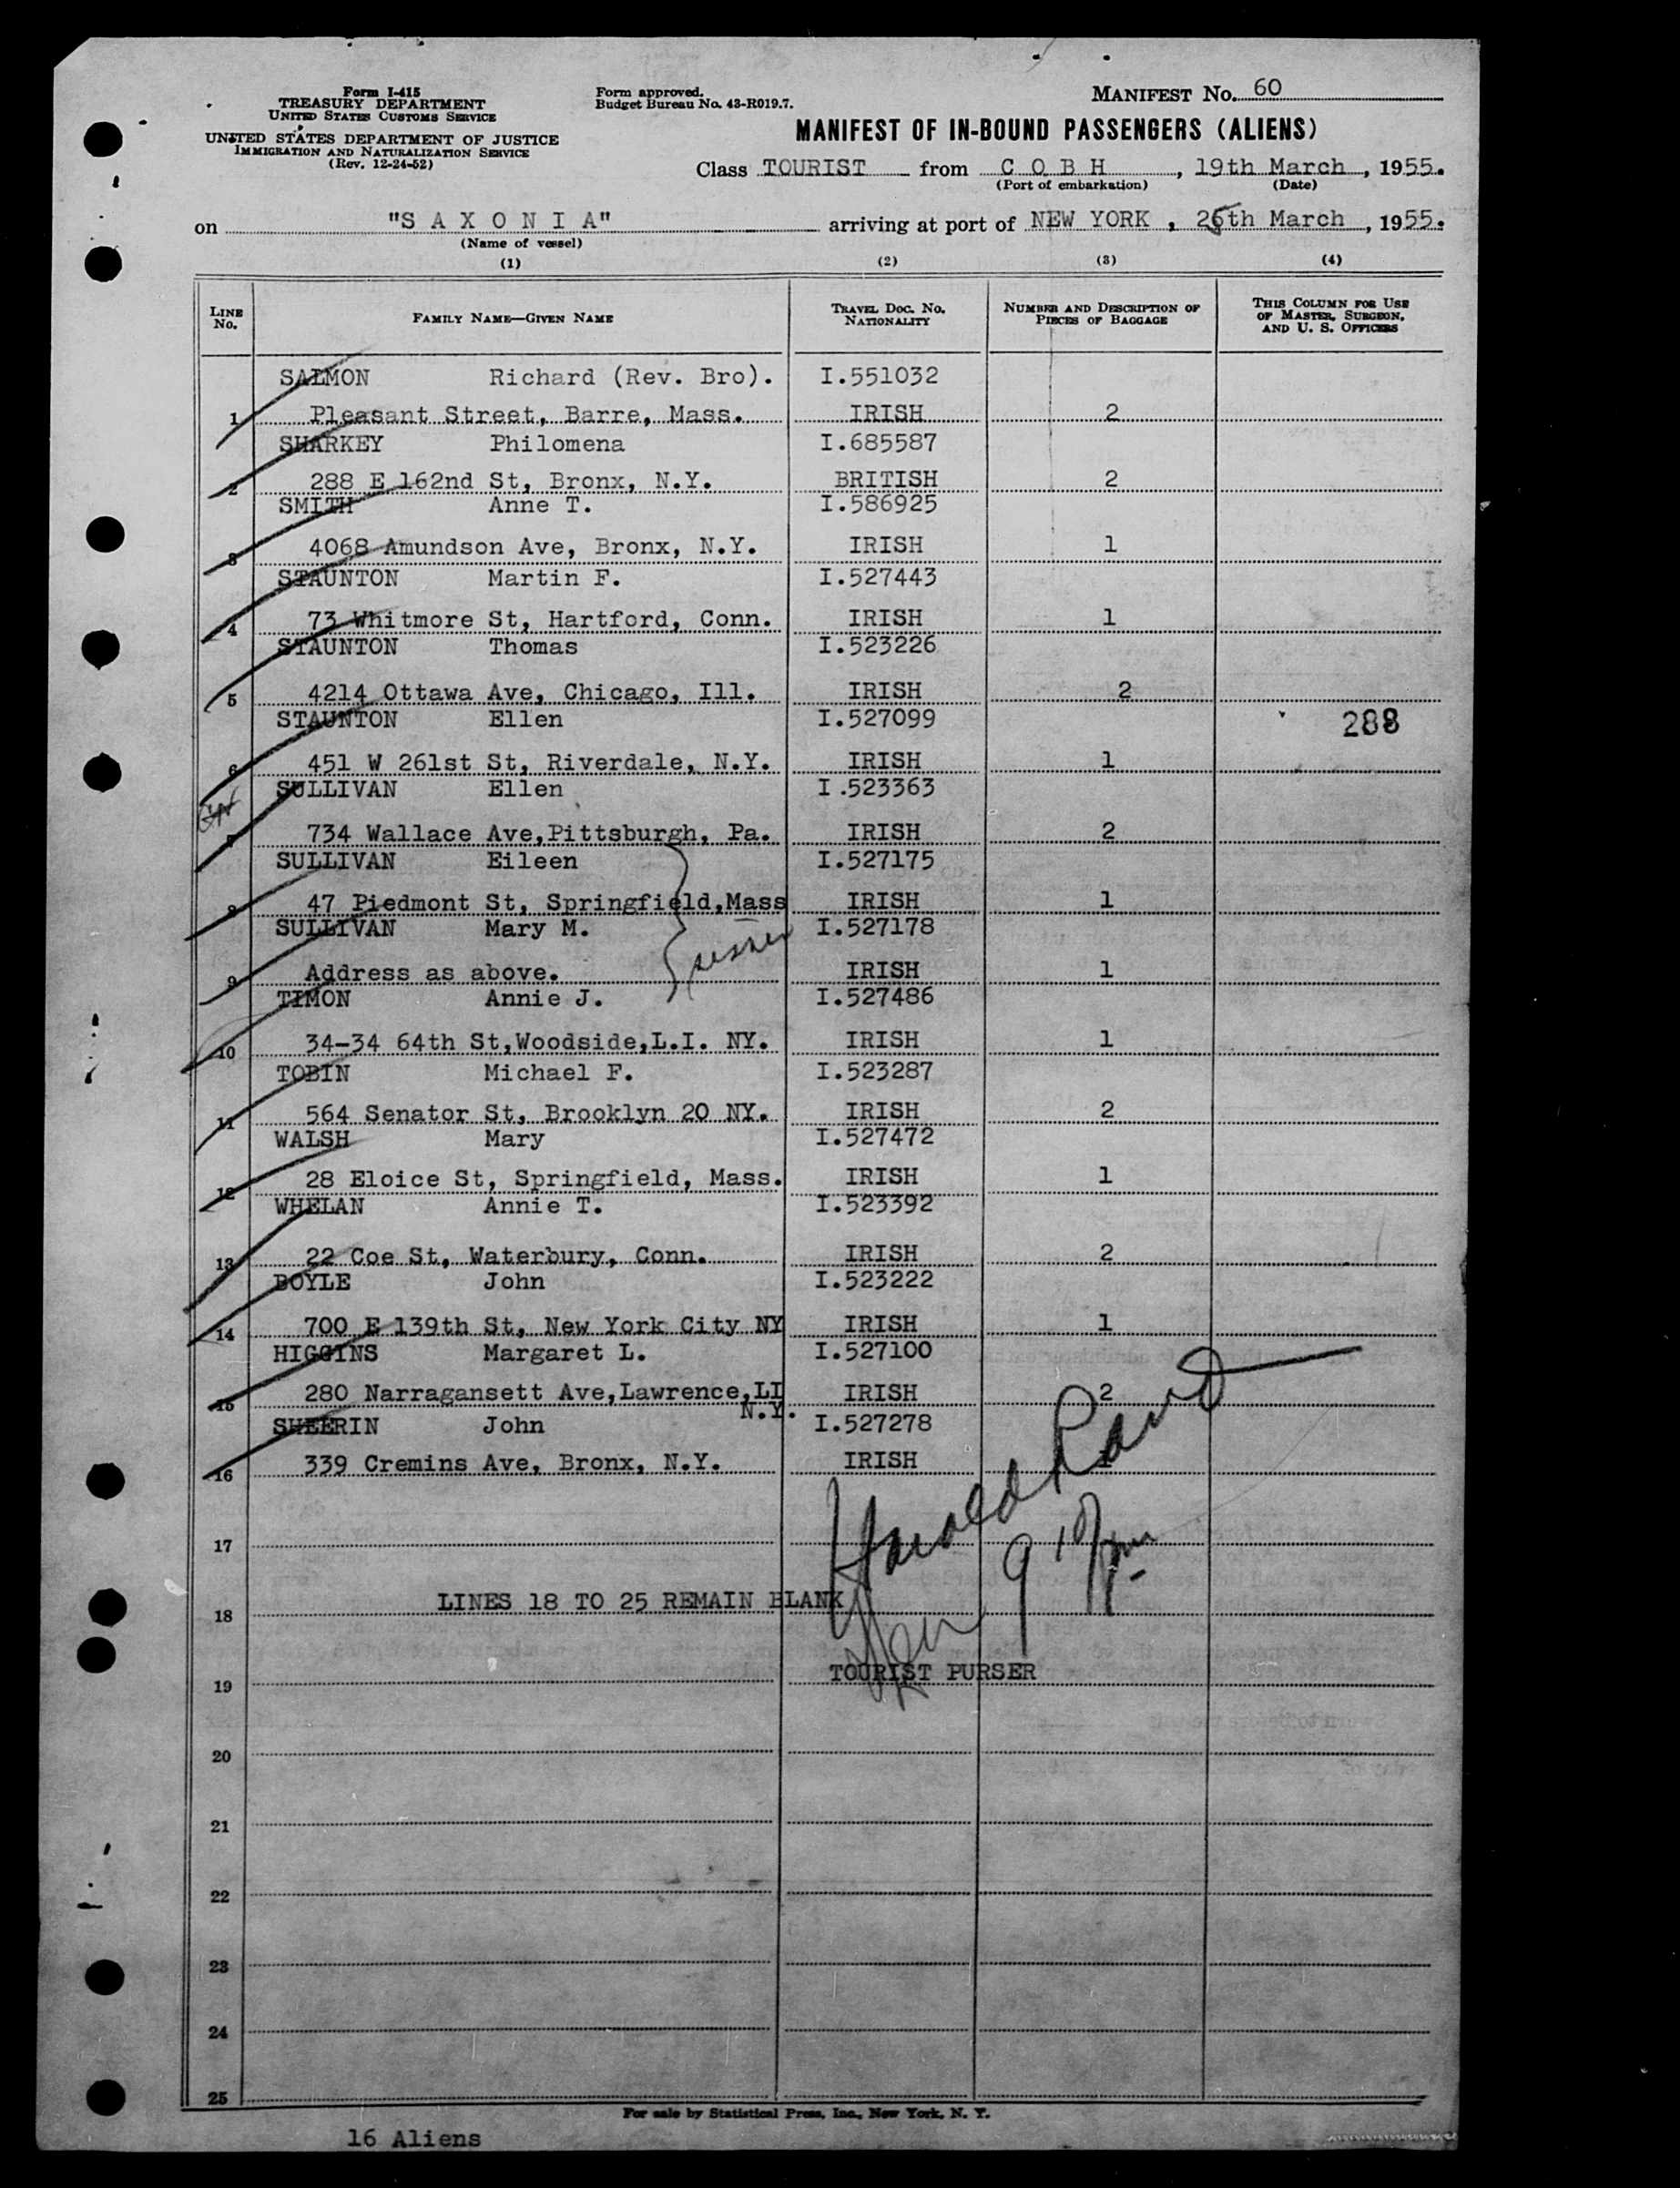 Form I-415
TREASURY DEPARTMENT
UNITED STATES CUSTOMS SERVICE
UNITED STATES DEPARTMENT OF JUSTICE
IMMIGRATION AND NATURALIZATION SERVICE
(Rev. 12-24-52)
Form approved.
Budget Bureau No. 43-R019.7.
MANIFEST NO. 60
MANIFEST OF IN-BOUND PASSENGERS (ALIENS)
Class TOURIST from C O B H, 19th March, 1955.
(Port of embarkation) (Date)
on "S A X O N I A" arriving at port of NEW YORK, 25th March, 1955.
(Name of vessel)
(1) (2) (3) (4)
LINE NO. FAMILY NAME—GIVEN NAME TRAVEL DOC. NO. NATIONALITY NUMBER AND DESCRIPTION OF PIECES OF BAGGAGE THIS COLUMN FOR USE OF MASTER, SURGEON, AND U. S. OFFICERS
SALMON Richard (Rev. Bro). I.551032
1 Pleasant Street, Barre, Mass. IRISH 2
SHARKEY Philomena I.685587
2 288 E 162nd St, Bronx, N.Y. BRITISH 2
SMITH Anne T. I.586925
3 4068 Amundson Ave, Bronx, N.Y. IRISH 1
STAUNTON Martin F. I.527443
4 73 Whitmore St, Hartford, Conn. IRISH 1
STAUNTON Thomas I.523226
5 4214 Ottawa Ave, Chicago, Ill. IRISH 2
STAUNTON Ellen I.527099 288
6 451 W 261st St, Riverdale, N.Y. IRISH 1
SULLIVAN Ellen I.523363
7 734 Wallace Ave,Pittsburgh, Pa. IRISH 2
SULLIVAN Eileen I.527175
8 47 Piedmont St, Springfield,Mass IRISH 1
SULLIVAN Mary M. I.527178
9 Address as above. IRISH 1
TIMON Annie J. I.527486
10 34-34 64th St,Woodside,L.I. NY. IRISH 1
TOBIN Michael F. I.523287
11 564 Senator St, Brooklyn 20 NY. IRISH 2
WALSH Mary I.527472
12 28 Eloice St, Springfield, Mass. IRISH 1
WHELAN Annie T. I.523392
13 22 Coe St, Waterbury, Conn. IRISH 2
BOYLE John I.523222
14 700 E 139th St, New York City NY IRISH 1
HIGGINS Margaret L. I.527100
15 280 Narragansett Ave,Lawrence,LI IRISH 2
N.Y.
SHEERIN John I.527278
16 339 Cremins Ave, Bronx, N.Y. IRISH
17
18 LINES 18 TO 25 REMAIN BLANK
19 TOURIST PURSER
20
21
22
23
24
25
For sale by Statistical Press, Inc., New York, N. Y.
16 Aliens